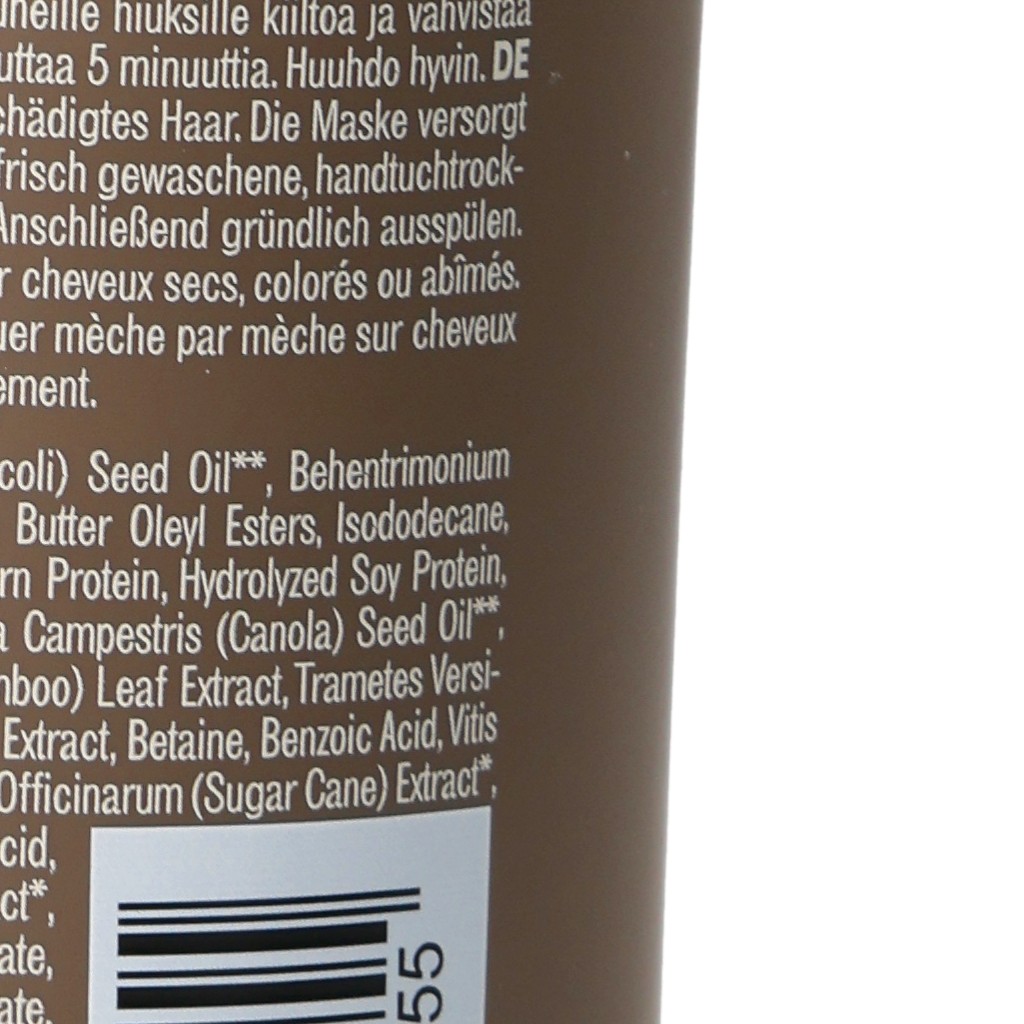 hiuksille kiiltoa ja vahvistaa
uttaa 5 minuuttia. Huuhdo hyvin. DE
chädigtes Haar. Die Maske versorgt
frisch gewaschene, handtuchtrock-
Anschließend gründlich ausspülen.
r cheveux secs, colorés ou abîmés.
uer mèche par mèche sur cheveux
ement.
coli) Seed Oil**, Behentrimonium
Butter Oleyl Esters, Isododecane,
rn Protein, Hydrolyzed Soy Protein,
a Campestris (Canola) Seed Oil**,
mboo) Leaf Extract, Trametes Versi-
Extract, Betaine, Benzoic Acid, Vitis
Officinarum (Sugar Cane) Extract*,
cid,
ct*,
ate,
ate,
55